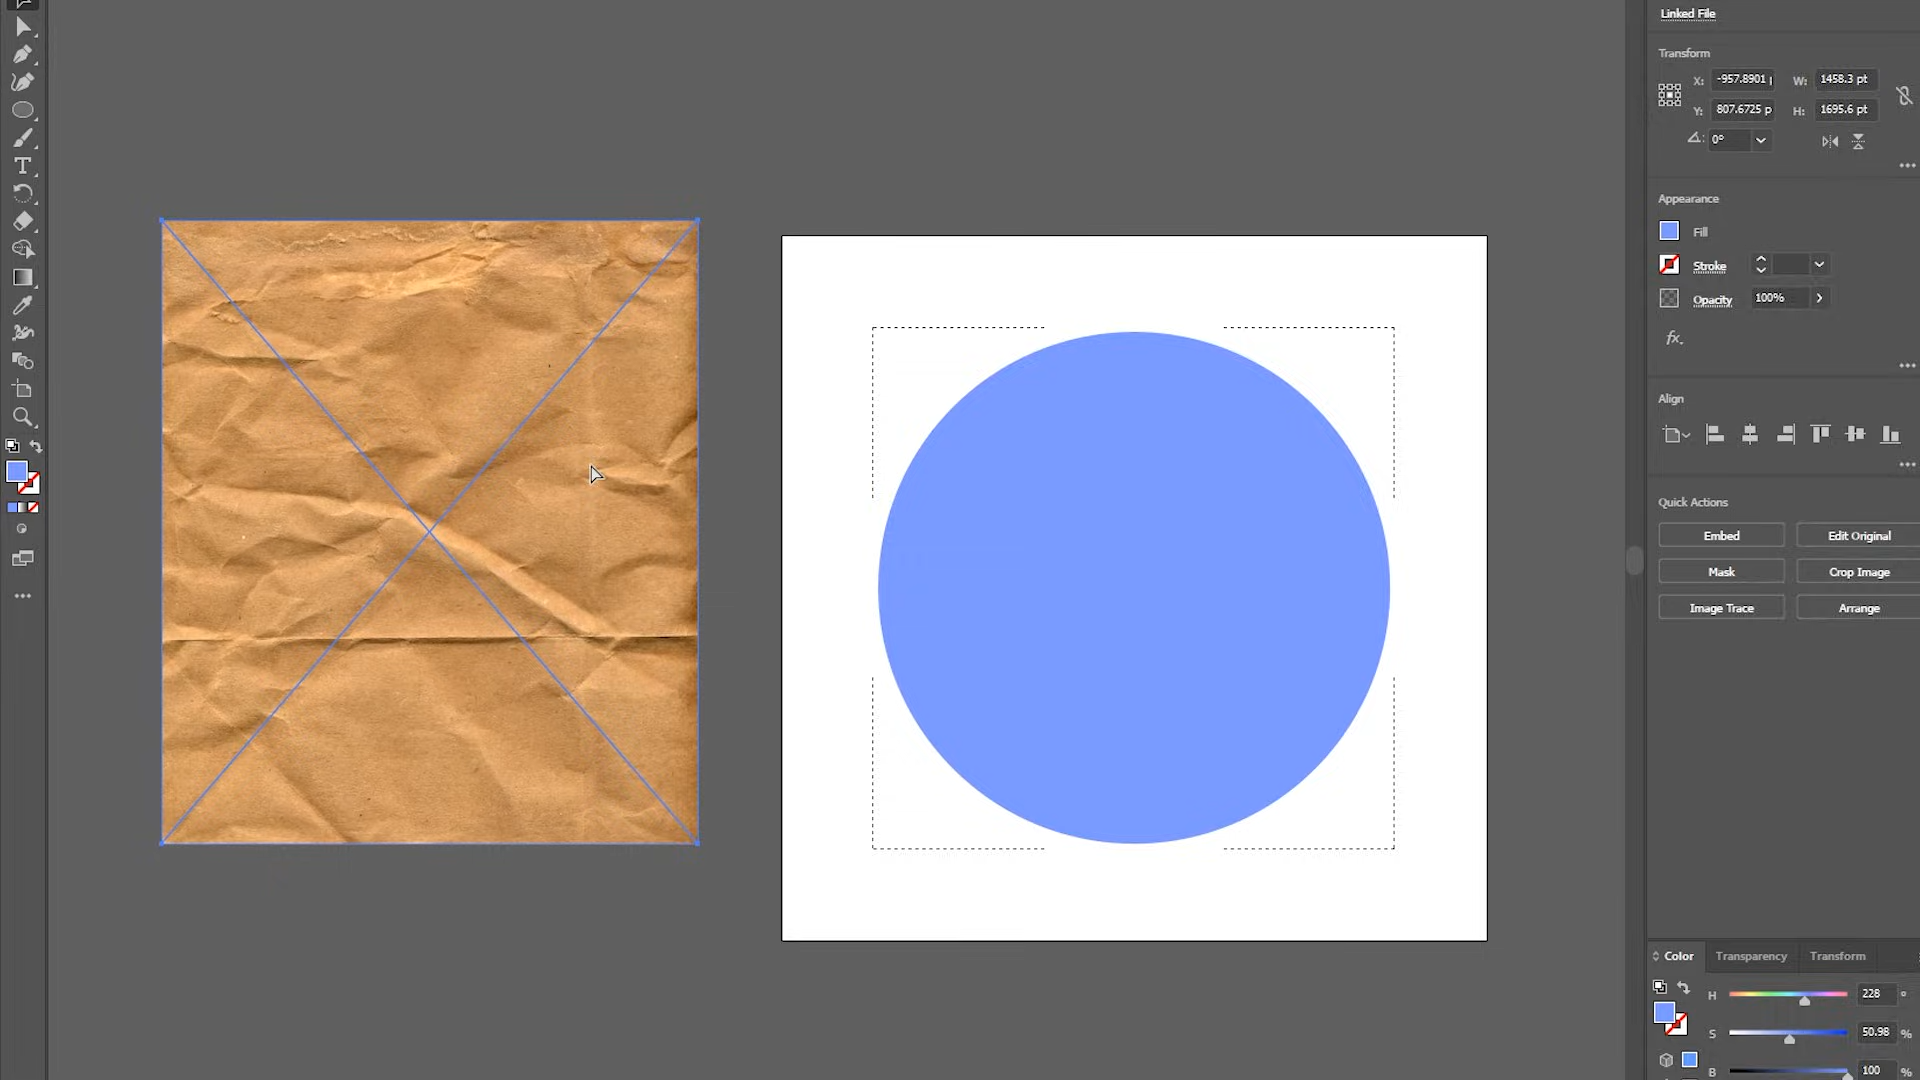 Linked File
Transform
X: -957.8901 W: 1458.3 pt
Y: 807.6725 p H: 1695.6 pt
0°
Appearance
Fill
Stroke
Opacity 100%
fx
Align
Quick Actions
Embed Edit Original
Mask Crop Image
Image Trace Arrange
Color Transparency Transform
H 228 °
S 50.98 %
B 100 %